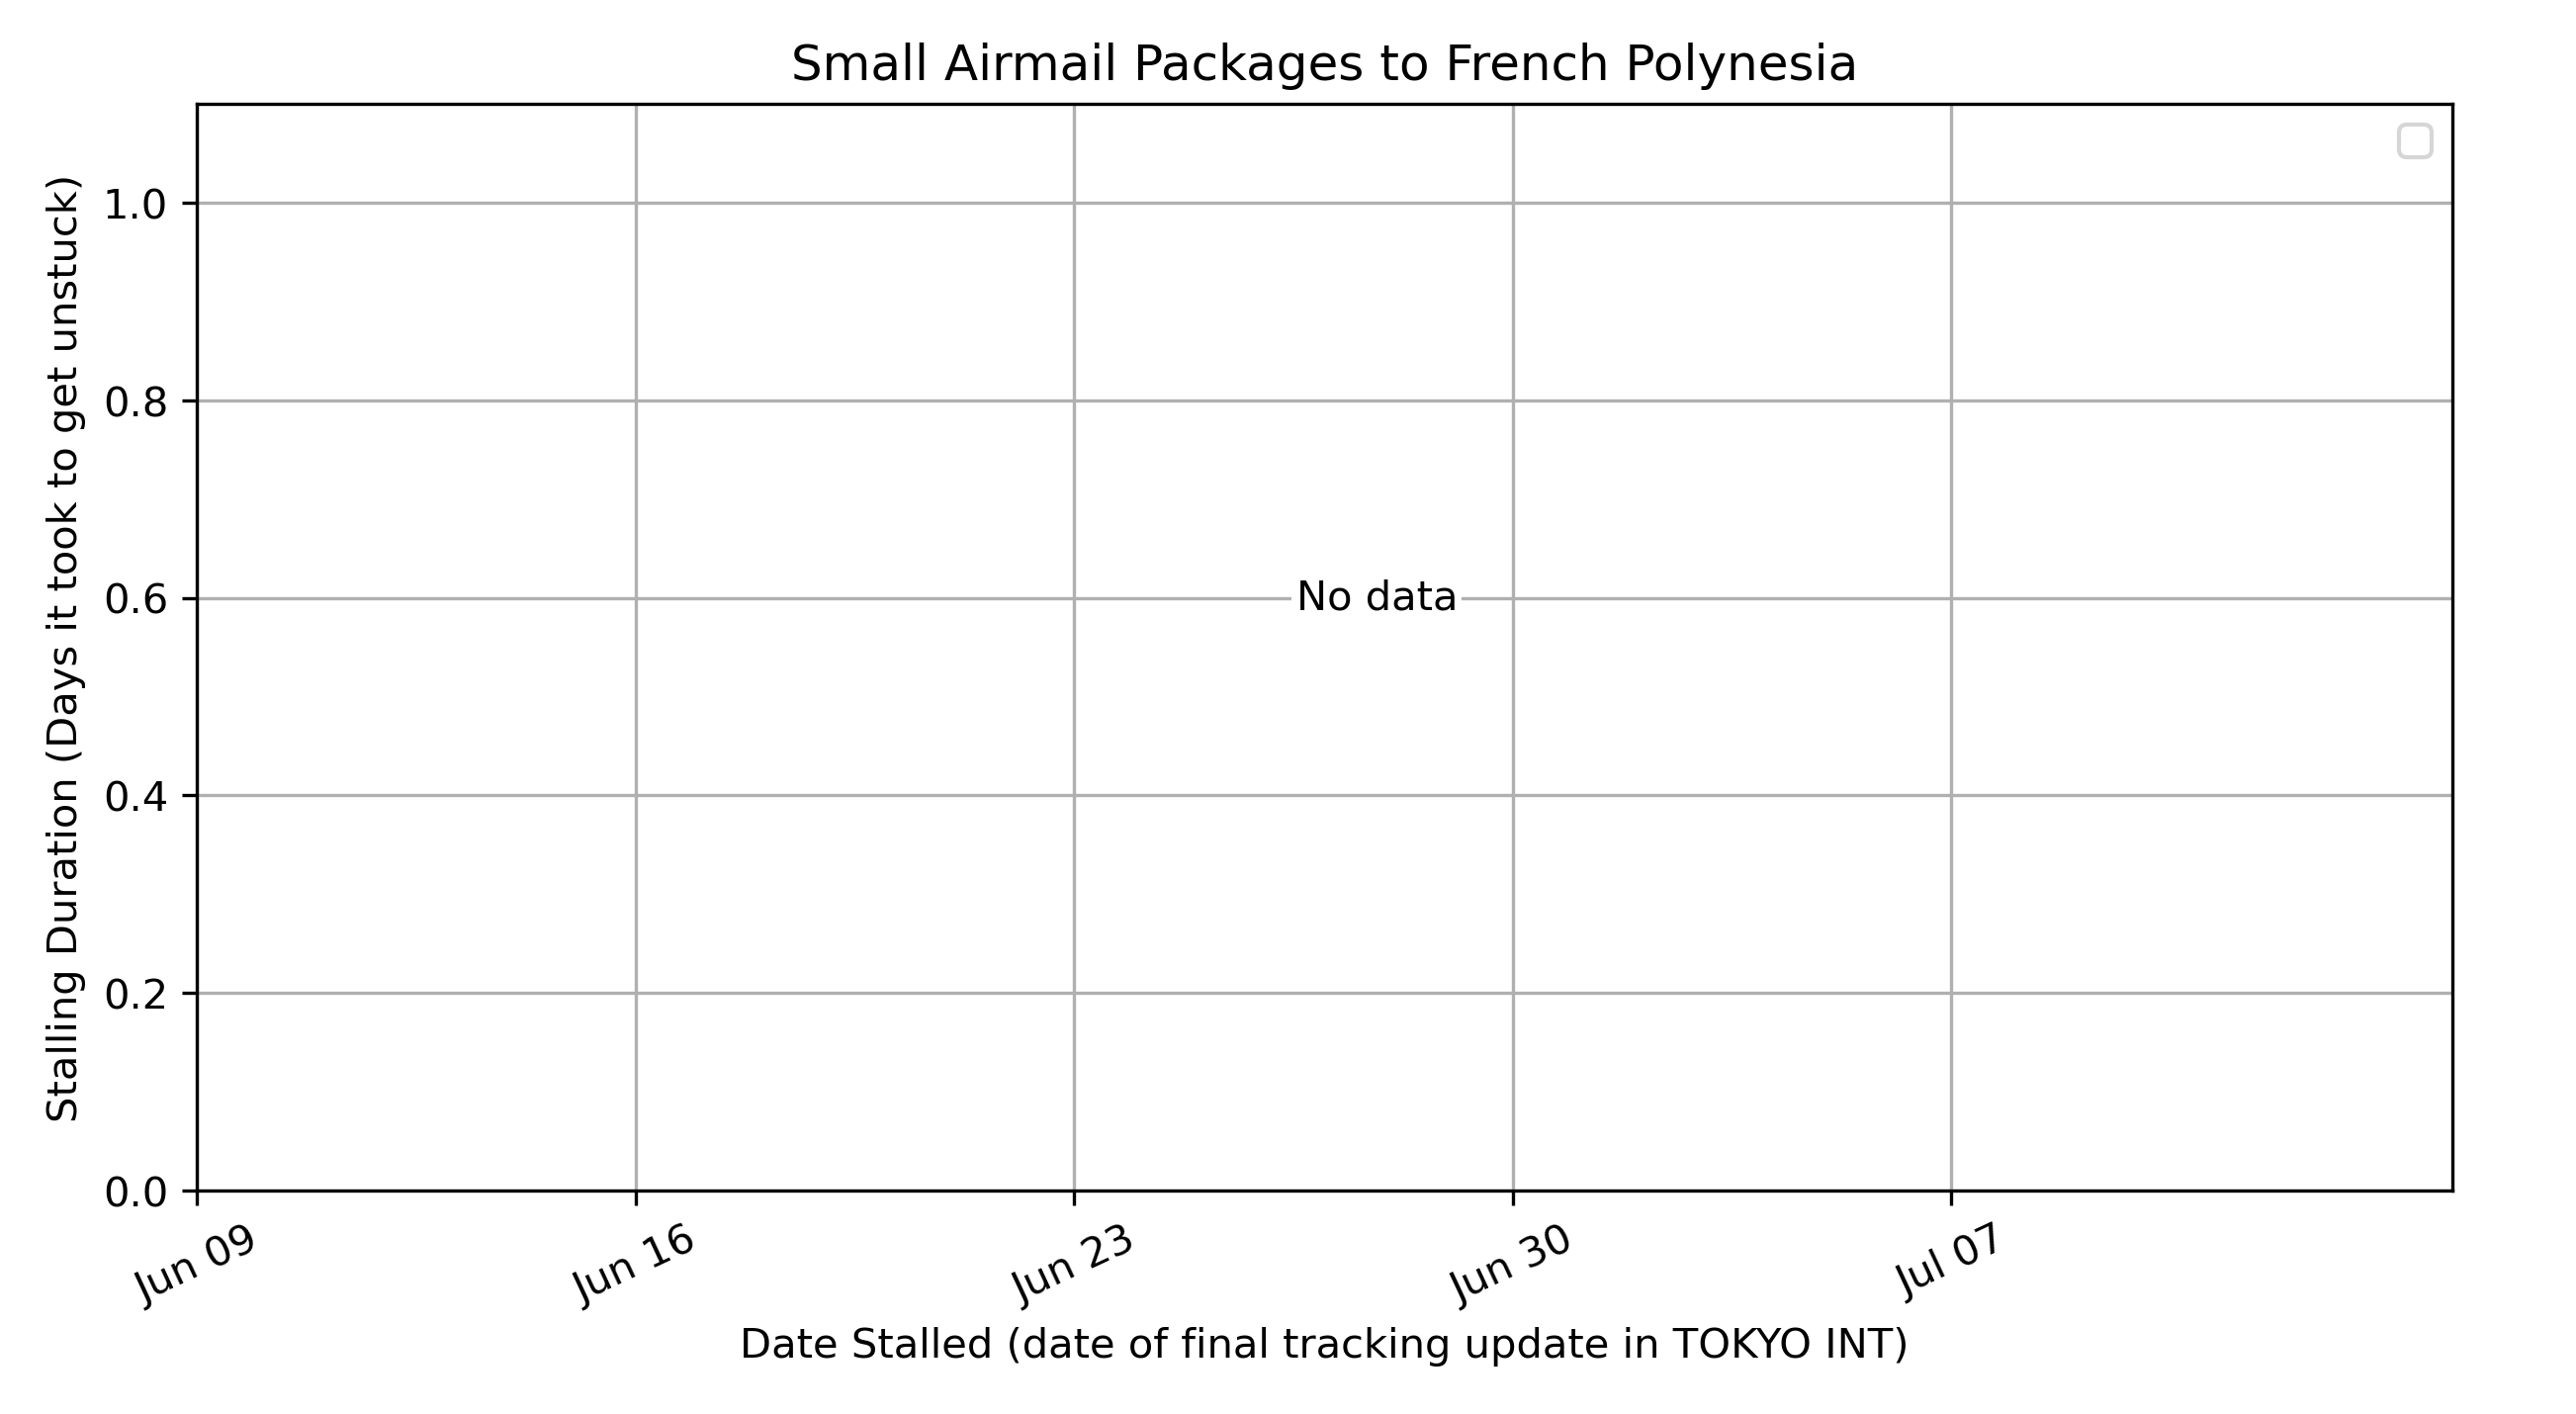 Small Airmail Packages to French Polynesia
Stalling Duration (Days it took to get unstuck)
1.0
0.8
0.6
0.4
0.2
0.0
No data
Jun 09
Jun 16
Jun 23
Jun 30
Jul 07
Date Stalled (date of final tracking update in TOKYO INT)